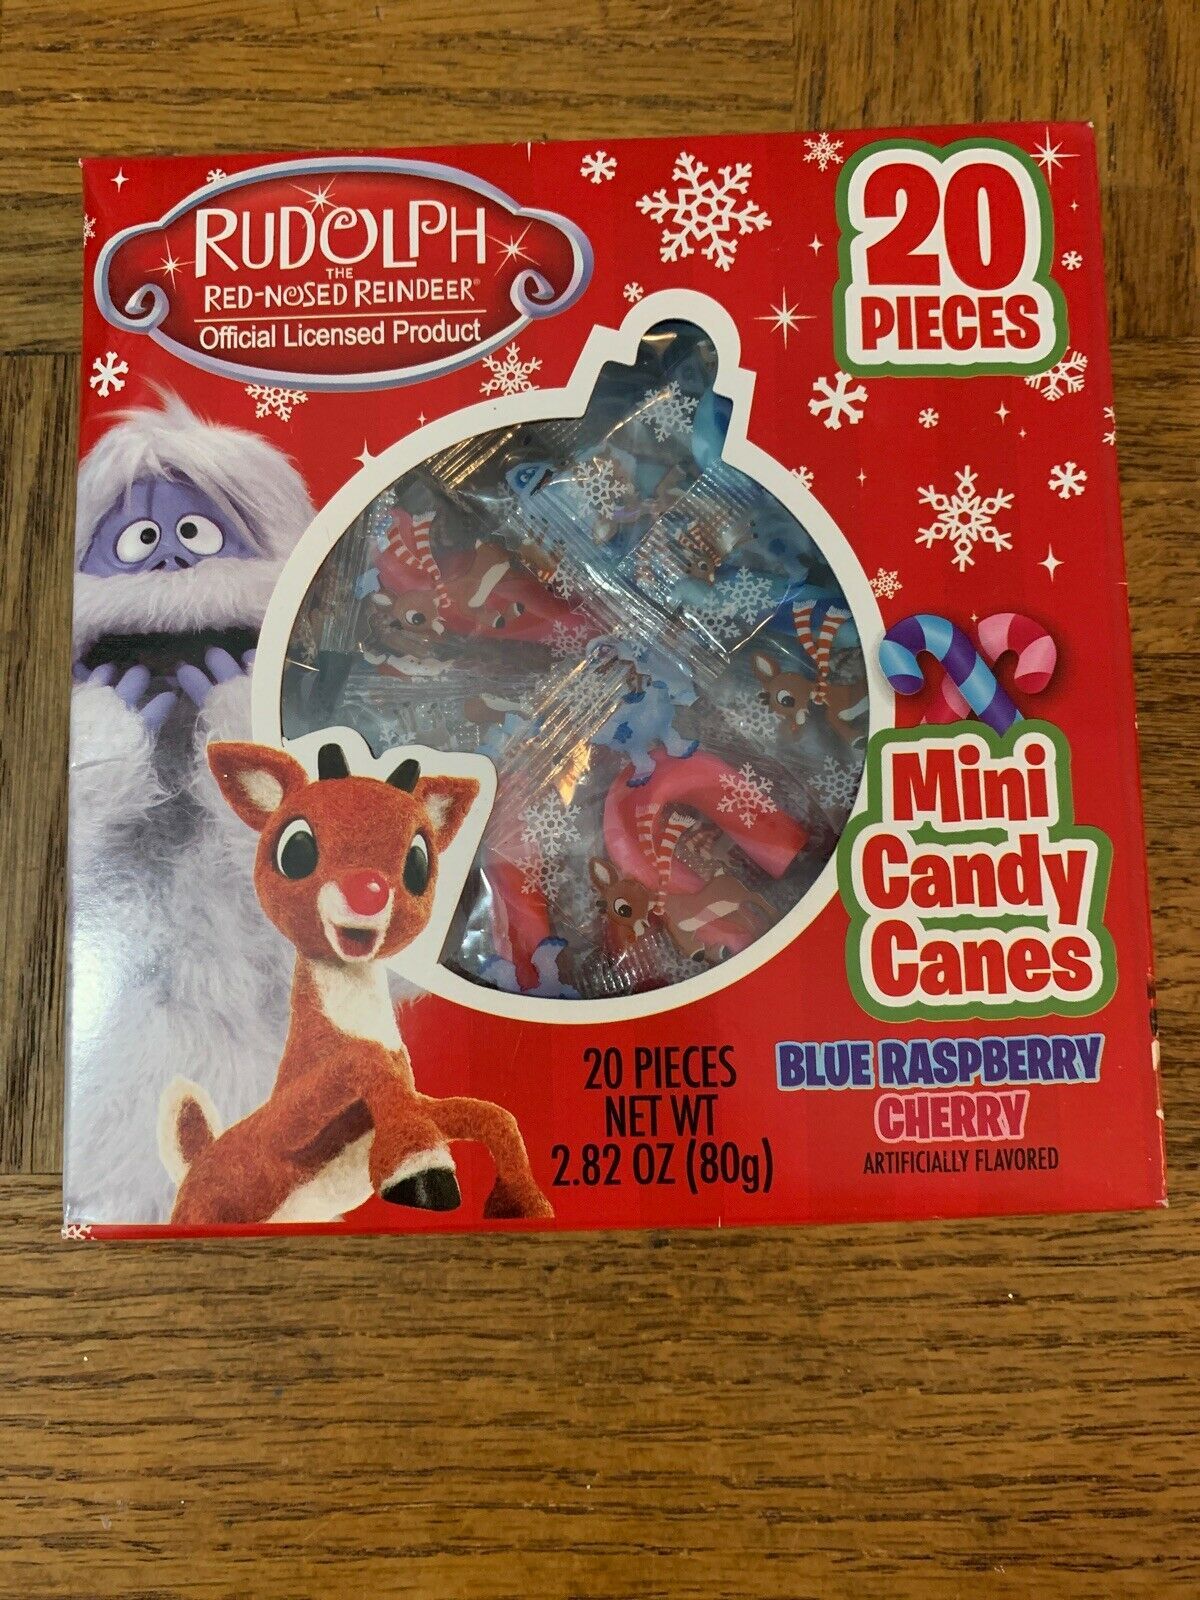 RUDOLPH
THE
RED-NOSED REINDEER®
Official Licensed Product
20
PIECES
Mini
Candy
Canes
20 PIECES
NET WT
2.82 OZ (80g)
BLUE RASPBERRY
CHERRY
ARTIFICIALLY FLAVORED